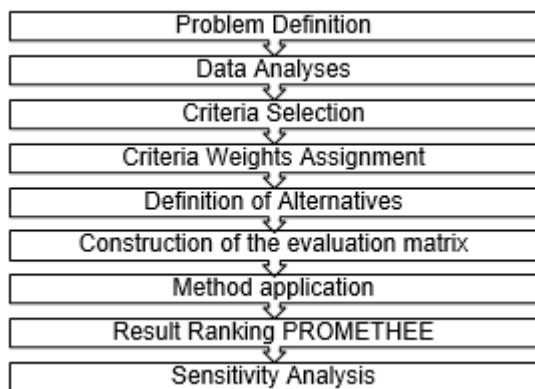 Problem Definition
Data Analyses
Criteria Selection
Criteria Weights Assignment
Definition of Alternatives
Construction of the evaluation matrix
Method application
Result Ranking PROMETHEE
Sensitivity Analysis